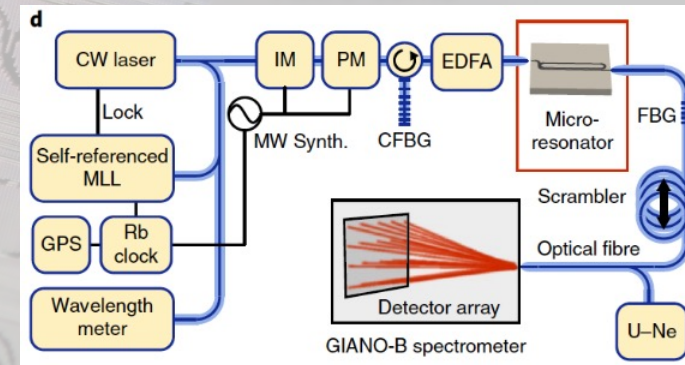 d
CW laser
IM
PM
EDFA
Lock
MW Synth.
CFBG
Micro-
resonator
FBG
Self-referenced
MLL
Scrambler
GPS
Rb
clock
Optical fibre
Wavelength
meter
Detector array
U–Ne
GIANO-B spectrometer